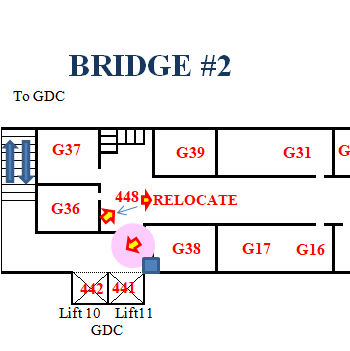 BRIDGE #2
To GDC
G37
G39
G31
G
G36
448
RELOCATE
G38
G17
G16
442
441
Lift 10
Lift11
GDC